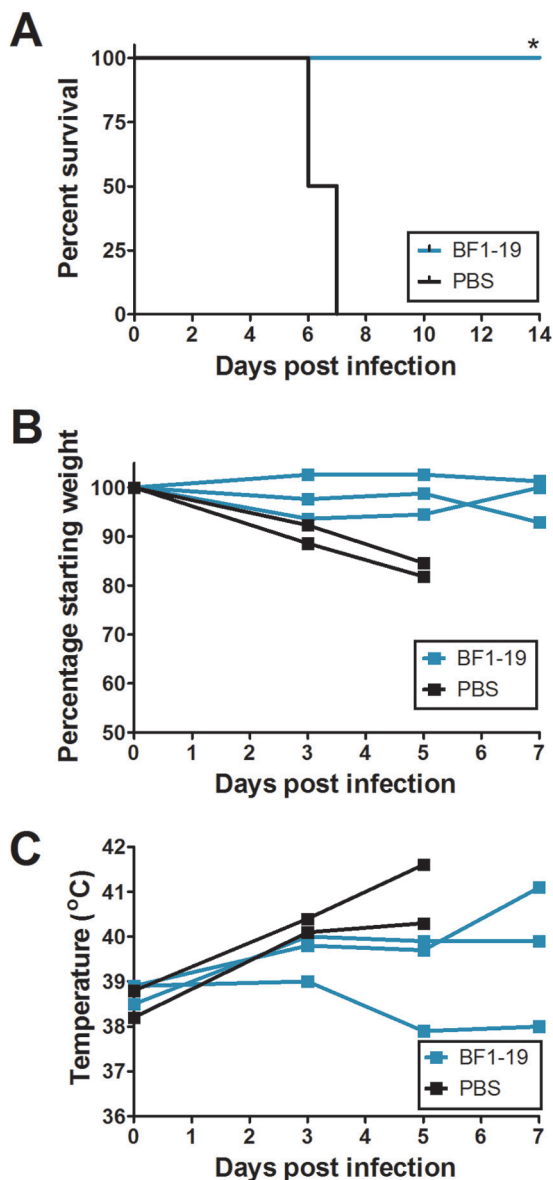 A
Percent survival
100
75
50
25
0
*
BF1-19
PBS
0 2 4 6 8 10 12 14
Days post infection
B
Percentage starting weight
100
90
80
70
60
50
BF1-19
PBS
0 1 2 3 4 5 6 7
Days post infection
C
Temperature (°C)
42
41
40
39
38
37
36
BF1-19
PBS
0 1 2 3 4 5 6 7
Days post infection